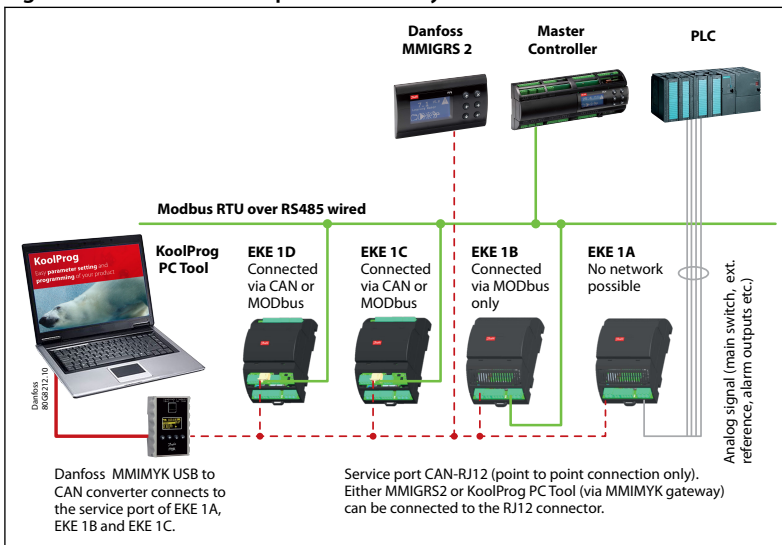 Danfoss
MMIGRS 2
Master
Controller
PLC
Modbus RTU over RS485 wired
KoolProg
Easy parameter setting and
programming of your product
KoolProg
PC Tool
EKE 1D
Connected
via CAN or
MODbus
EKE 1C
Connected
via CAN or
MODbus
EKE 1B
Connected
via MODbus
only
EKE 1A
No network
possible
Analog signal (main switch, ext.
reference, alarm outputs etc.)
Danfoss
80G8212.10
Danfoss MMIMYK USB to
CAN converter connects to
the service port of EKE 1A,
EKE 1B and EKE 1C.
Service port CAN-RJ12 (point to point connection only).
Either MMIGRS2 or KoolProg PC Tool (via MMIMYK gateway)
can be connected to the RJ12 connector.